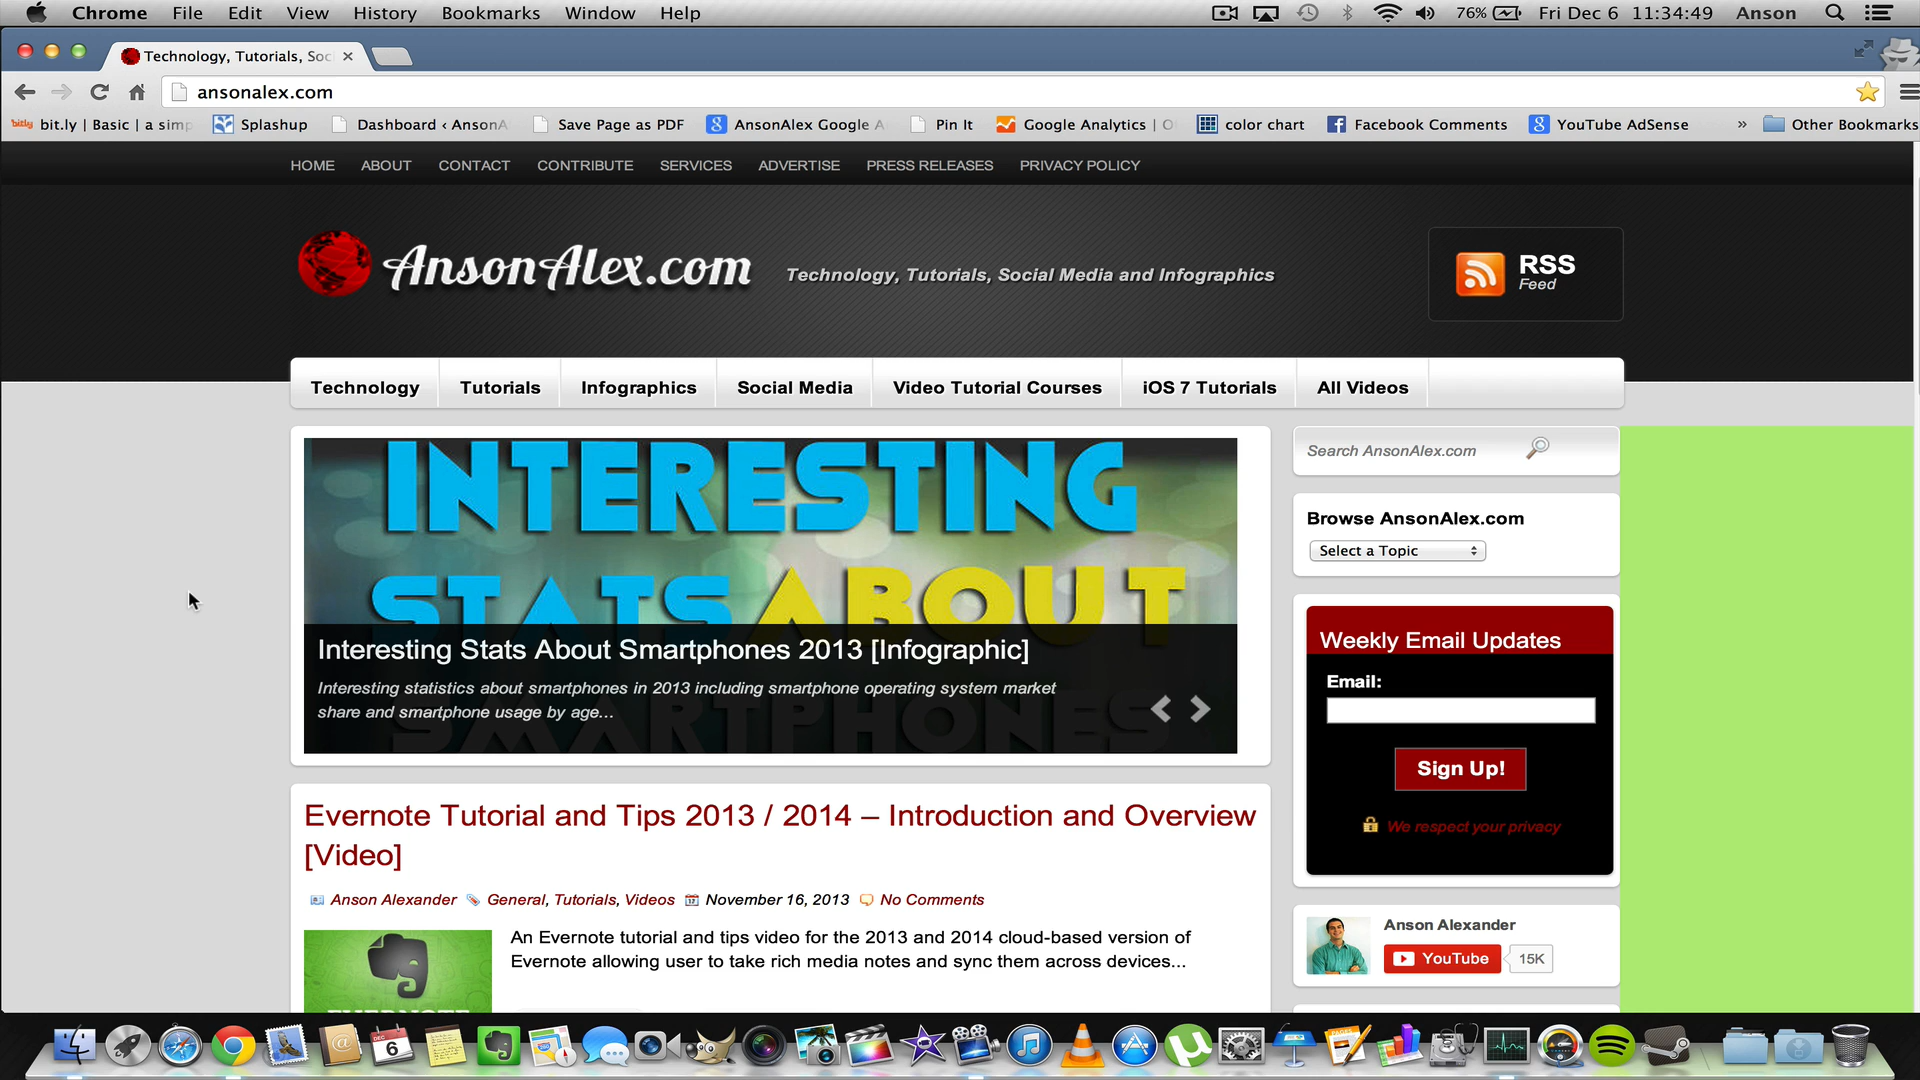 Chrome File Edit View History Bookmarks Window Help 76% Fri Dec 6 11:34:49 Anson
Technology, Tutorials, Soc
ansonalex.com
bitly bit.ly | Basic | a simp Splashup Dashboard ‹ AnsonA Save Page as PDF AnsonAlex Google A Pin It Google Analytics | O color chart Facebook Comments YouTube AdSense » Other Bookmarks
HOME ABOUT CONTACT CONTRIBUTE SERVICES ADVERTISE PRESS RELEASES PRIVACY POLICY
AnsonAlex.com Technology, Tutorials, Social Media and Infographics
RSS
Feed
Technology Tutorials Infographics Social Media Video Tutorial Courses iOS 7 Tutorials All Videos
INTERESTING
STATS ABOUT
SMARTPHONES
Interesting Stats About Smartphones 2013 [Infographic]
Interesting statistics about smartphones in 2013 including smartphone operating system market
share and smartphone usage by age...
Search AnsonAlex.com
Browse AnsonAlex.com
Select a Topic
Weekly Email Updates
Email:
Sign Up!
We respect your privacy
Evernote Tutorial and Tips 2013 / 2014 – Introduction and Overview
[Video]
Anson Alexander General, Tutorials, Videos November 16, 2013 No Comments
An Evernote tutorial and tips video for the 2013 and 2014 cloud-based version of
Evernote allowing user to take rich media notes and sync them across devices...
EVERNOTE
Anson Alexander
YouTube 15K
DEC
6